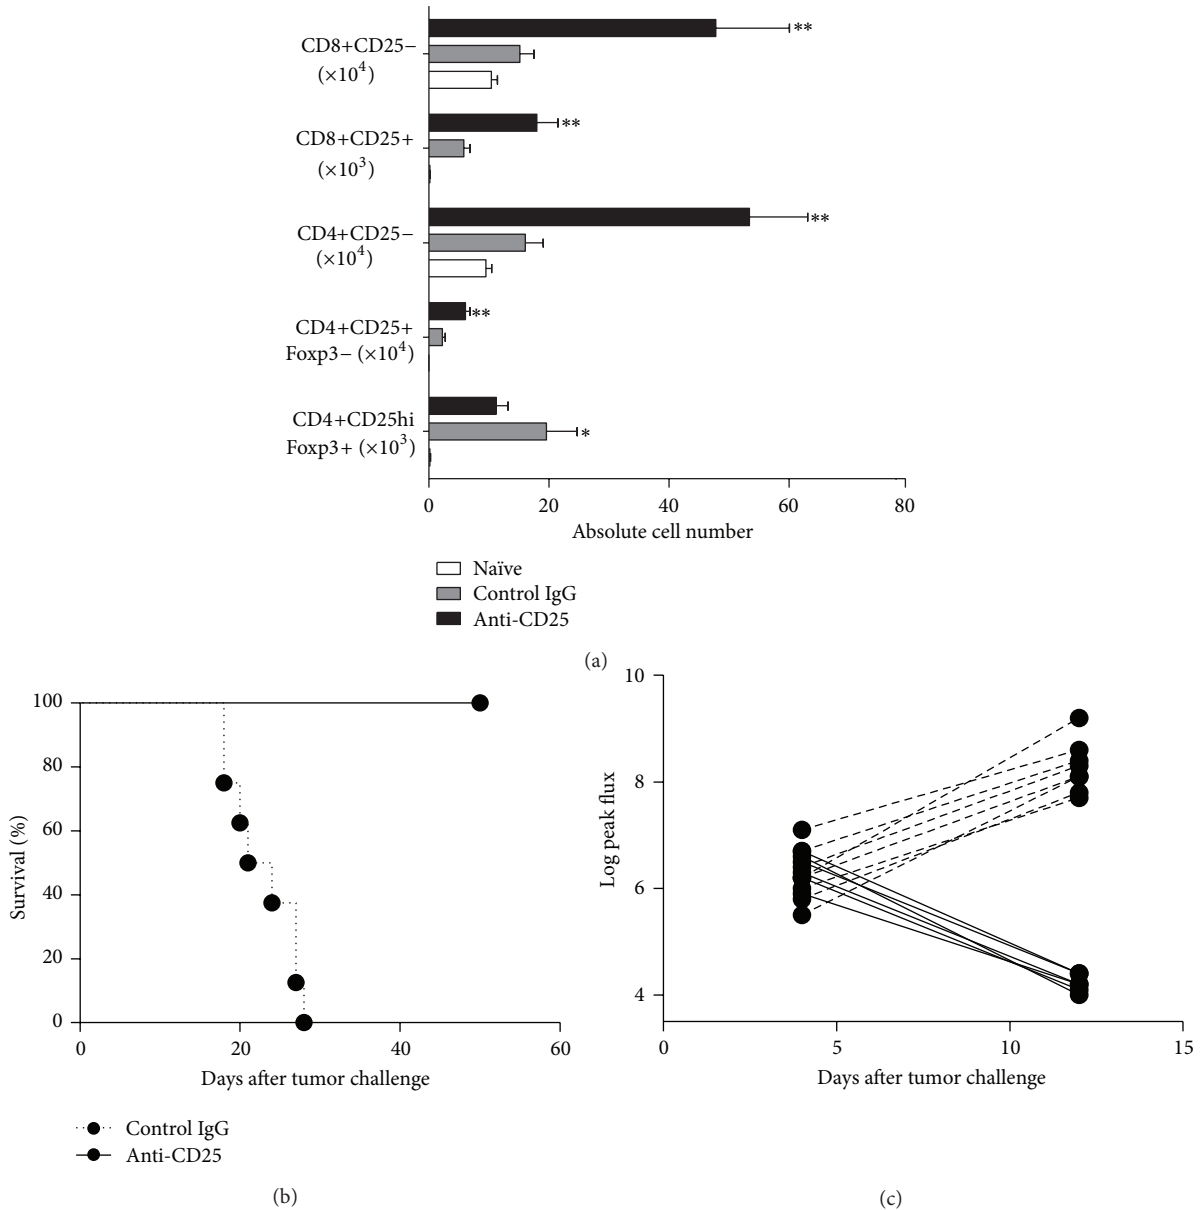 CD8+CD25−
(×10⁴)
**
CD8+CD25+
(×10³)
**
CD4+CD25−
(×10⁴)
**
CD4+CD25+
Foxp3− (×10⁴)
**
CD4+CD25hi
Foxp3+ (×10³)
*
0 20 40 60 80
Absolute cell number
Naïve
Control IgG
Anti-CD25
(a)
100
80
60
40
20
0
Survival (%)
0 20 40 60
Days after tumor challenge
Control IgG
Anti-CD25
(b)
10
8
6
4
Log peak flux
0 5 10 15
Days after tumor challenge
(c)